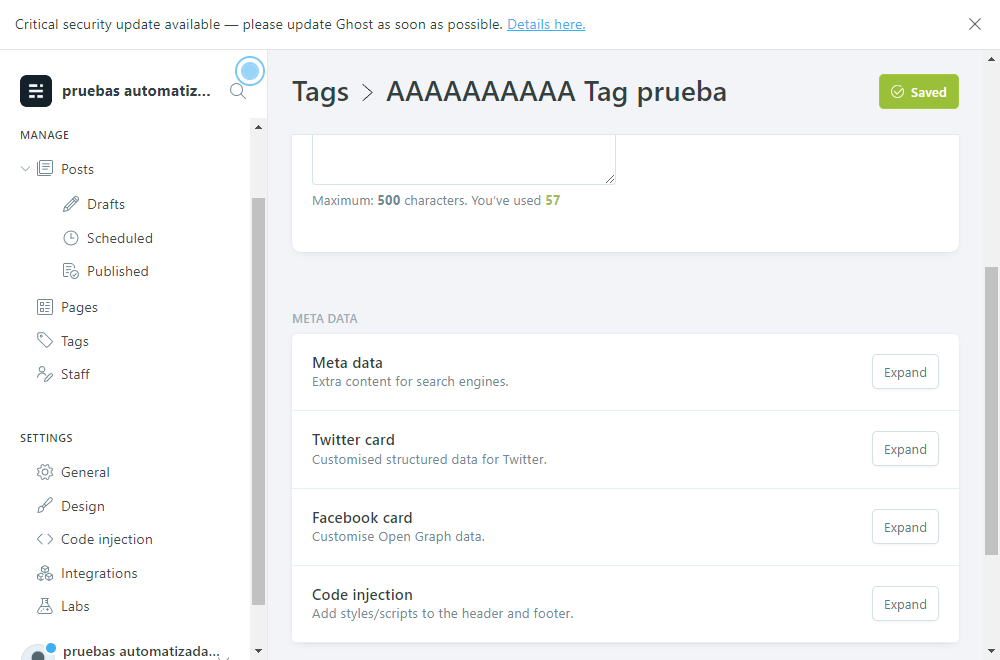 Critical security update available — please update Ghost as soon as possible. Details here.
pruebas automatiz...
Tags > AAAAAAAAAA Tag prueba
Saved
MANAGE
Posts
Drafts
Scheduled
Published
Pages
Tags
Staff
SETTINGS
General
Design
Code injection
Integrations
Labs
pruebas automatizada...
Maximum: 500 characters. You’ve used 57
META DATA
Meta data
Extra content for search engines.
Expand
Twitter card
Customised structured data for Twitter.
Expand
Facebook card
Customise Open Graph data.
Expand
Code injection
Add styles/scripts to the header and footer.
Expand